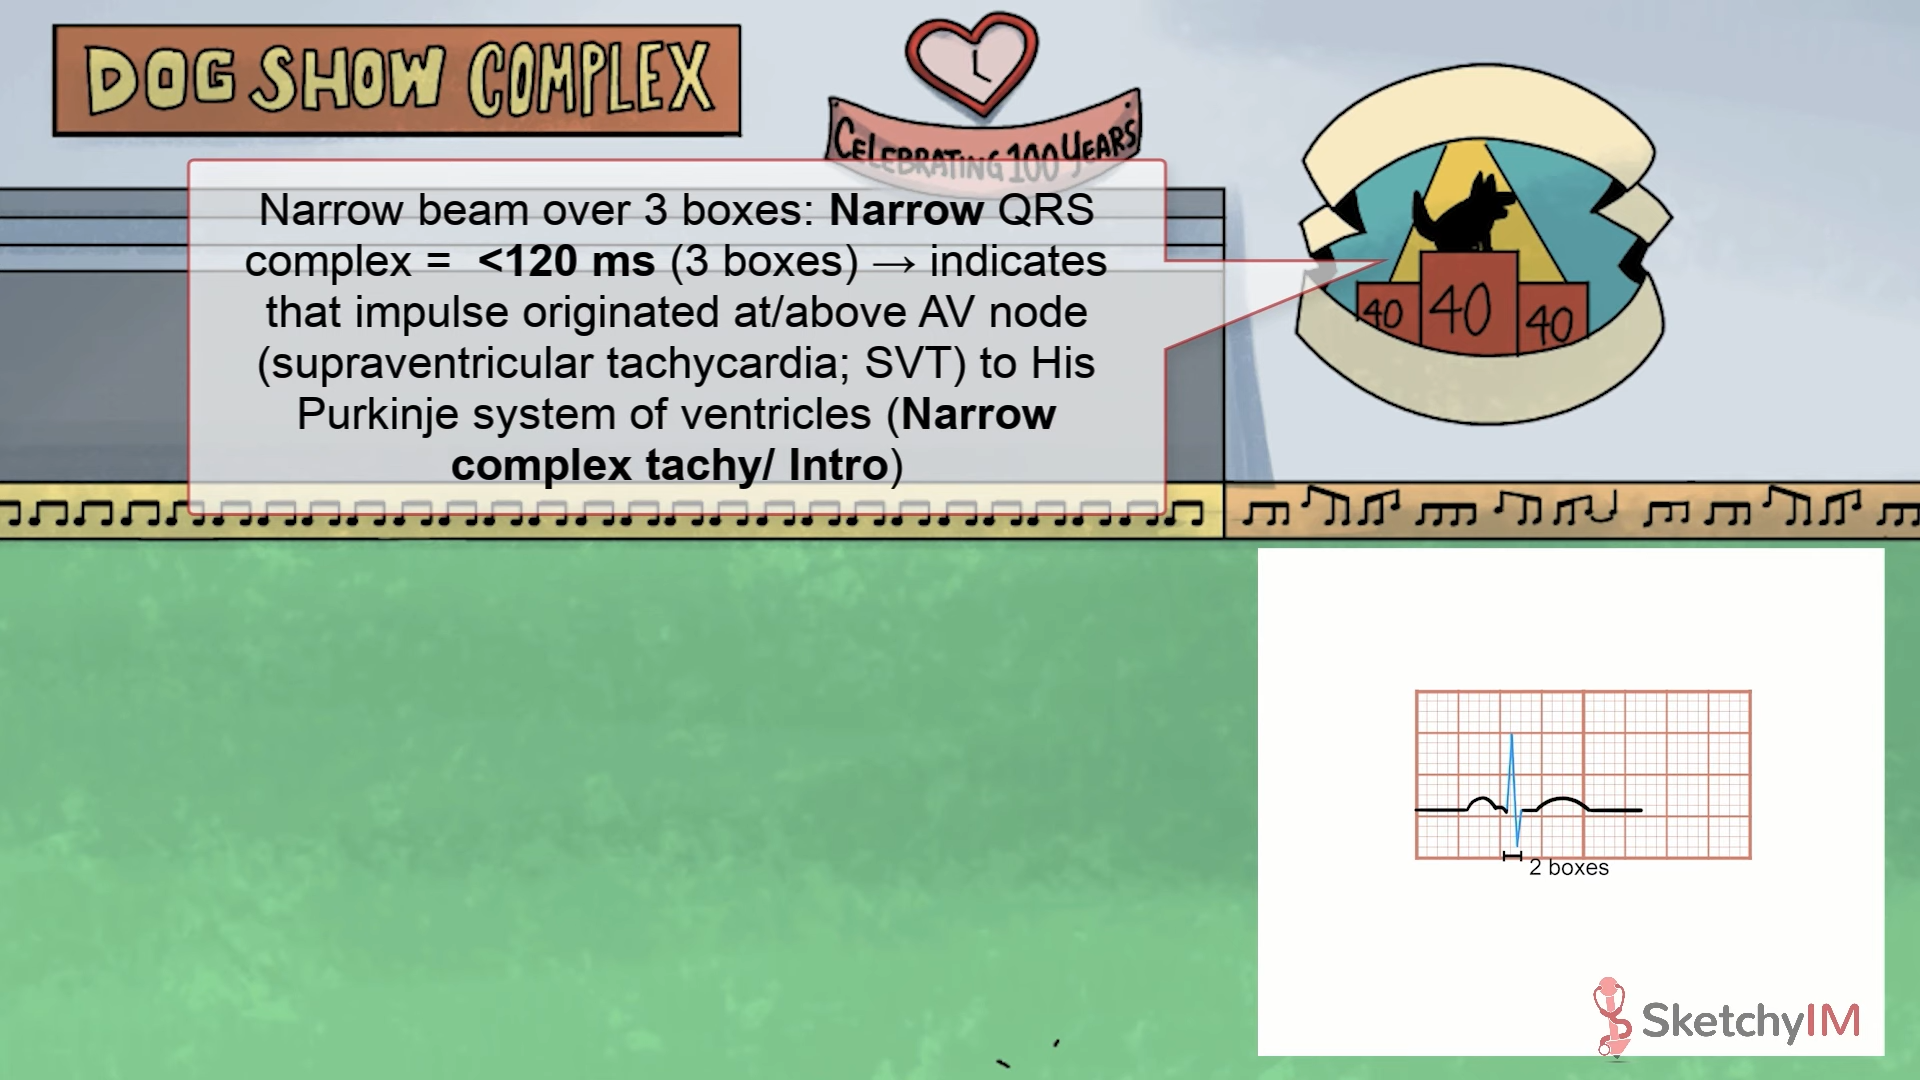 DOG SHOW COMPLEX
CELEBRATING 100 YEARS
Narrow beam over 3 boxes: Narrow QRS
complex =  <120 ms (3 boxes) → indicates
that impulse originated at/above AV node
(supraventricular tachycardia; SVT) to His
Purkinje system of ventricles (Narrow
complex tachy/ Intro)
40 40 40
2 boxes
SketchyIM